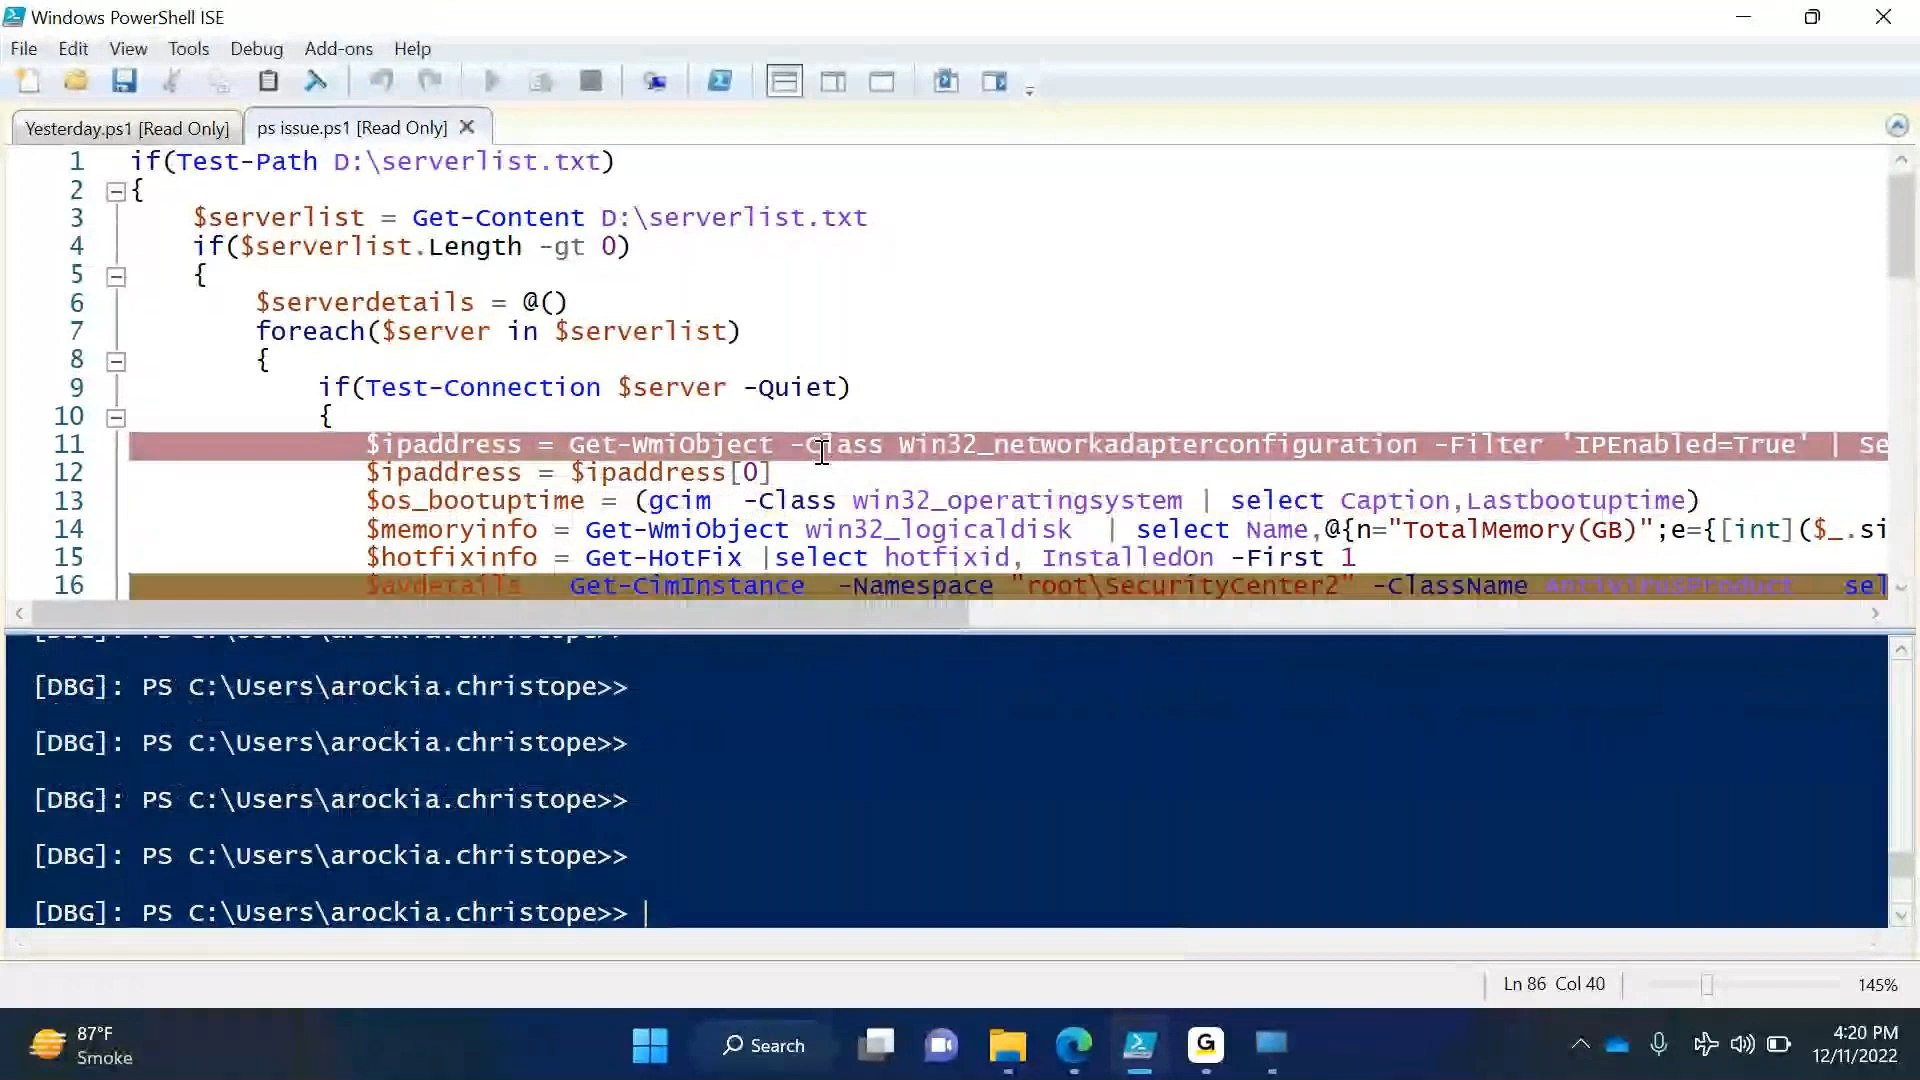 Windows PowerShell ISE
File Edit View Tools Debug Add-ons Help
Yesterday.ps1 [Read Only] ps issue.ps1 [Read Only]
1 if(Test-Path D:\serverlist.txt)
2 {
3 $serverlist = Get-Content D:\serverlist.txt
4 if($serverlist.Length -gt 0)
5 {
6 $serverdetails = @()
7 foreach($server in $serverlist)
8 {
9 if(Test-Connection $server -Quiet)
10 {
11 $ipaddress = Get-WmiObject -Class Win32_networkadapterconfiguration -Filter 'IPEnabled=True' | Se
12 $ipaddress = $ipaddress[0]
13 $os_bootuptime = (gcim -Class win32_operatingsystem | select Caption,Lastbootuptime)
14 $memoryinfo = Get-WmiObject win32_logicaldisk | select Name,@{n="TotalMemory(GB)";e={[int]($_.si
15 $hotfixinfo = Get-HotFix |select hotfixid, InstalledOn -First 1
16 $avdetails Get-CimInstance -Namespace "root\SecurityCenter2" -ClassName AntivirusProduct sel
[DBG]: PS C:\Users\arockia.christope>>
[DBG]: PS C:\Users\arockia.christope>>
[DBG]: PS C:\Users\arockia.christope>>
[DBG]: PS C:\Users\arockia.christope>>
[DBG]: PS C:\Users\arockia.christope>>
[DBG]: PS C:\Users\arockia.christope>>
Ln 86 Col 40 145%
87°F
Smoke
Search
G
4:20 PM
12/11/2022